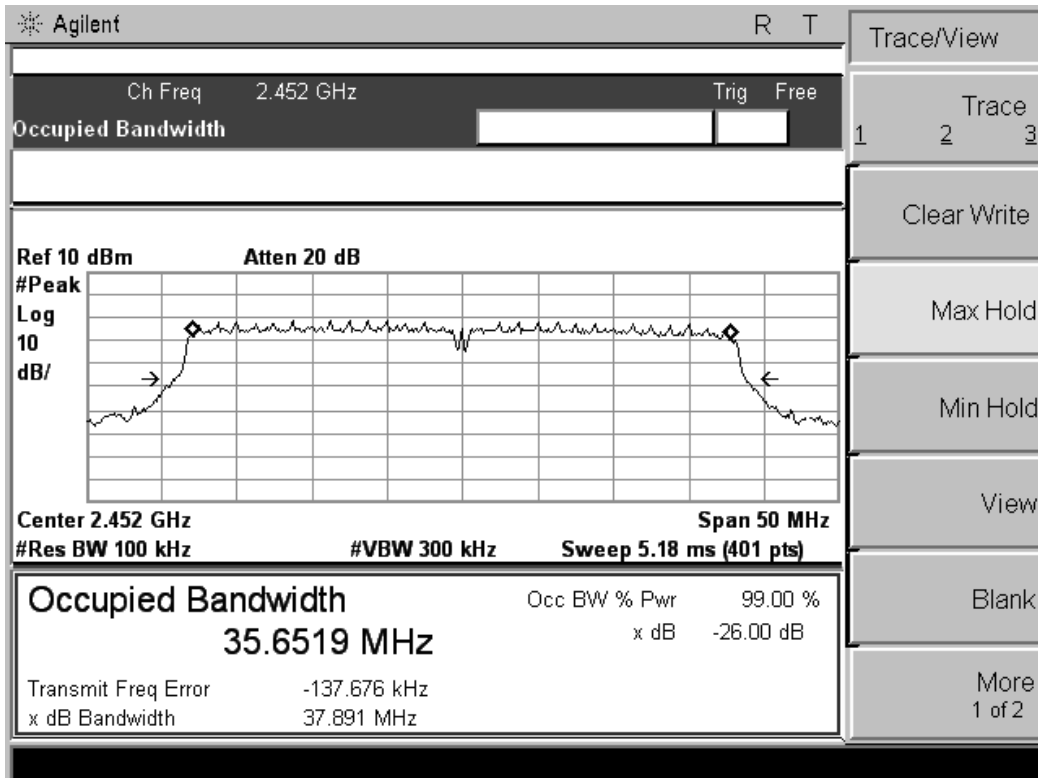 Agilent R T
Ch Freq 2.452 GHz Trig Free
Occupied Bandwidth
Ref 10 dBm Atten 20 dB
#Peak
Log
10
dB/
Center 2.452 GHz Span 50 MHz
#Res BW 100 kHz #VBW 300 kHz Sweep 5.18 ms (401 pts)
Occupied Bandwidth
35.6519 MHz
Occ BW % Pwr 99.00 %
x dB -26.00 dB
Transmit Freq Error -137.676 kHz
x dB Bandwidth 37.891 MHz
Trace/View
Trace
1 2 3
Clear Write
Max Hold
Min Hold
View
Blank
More
1 of 2